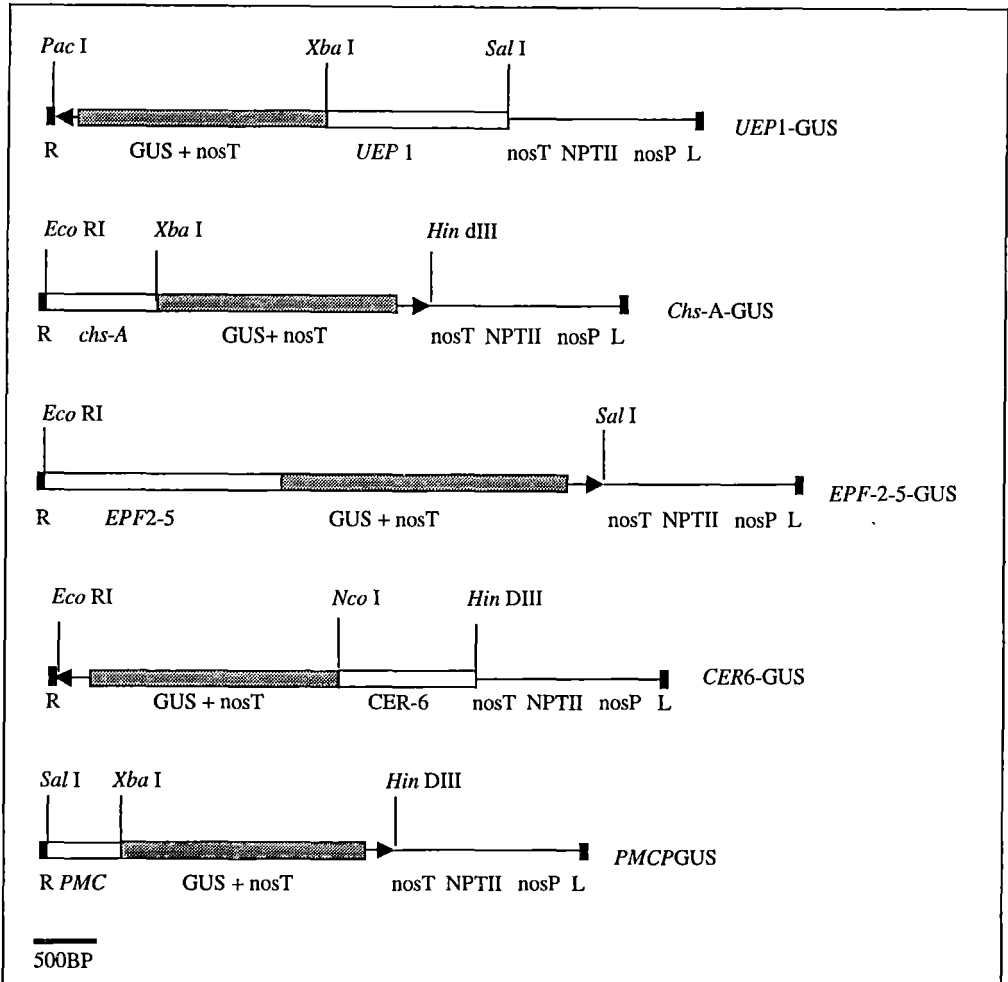 Pac I Xba I Sal I
UEP1-GUS
R GUS + nosT UEP 1 nosT NPTII nosP L
Eco RI Xba I Hin dIII
Chs-A-GUS
R chs-A GUS+ nosT nosT NPTII nosP L
Eco RI Sal I
EPF-2-5-GUS
R EPF2-5 GUS + nosT nosT NPTII nosP L
Eco RI Nco I Hin DIII
CER6-GUS
R GUS + nosT CER-6 nosT NPTII nosP L
Sal I Xba I Hin DIII
PMCPGUS
R PMC GUS + nosT nosT NPTII nosP L
500BP